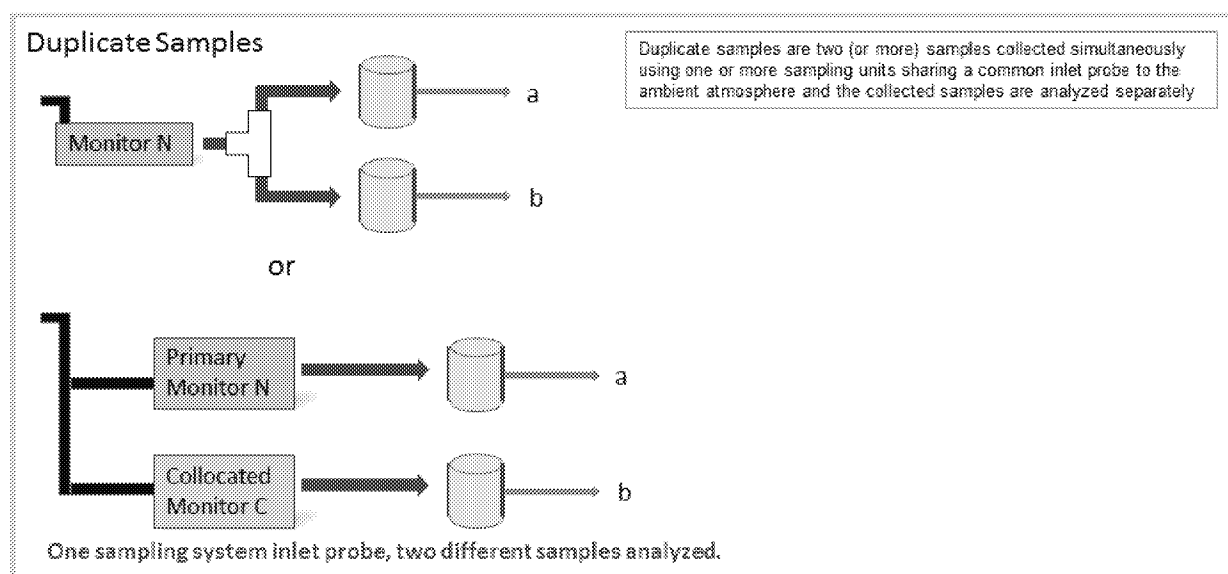 Duplicate Samples
Duplicate samples are two (or more) samples collected simultaneously
using one or more sampling units sharing a common inlet probe to the
ambient atmosphere and the collected samples are analyzed separately
Monitor N
a
b
or
Primary
Monitor N
a
Collocated
Monitor C
b
One sampling system inlet probe, two different samples analyzed.